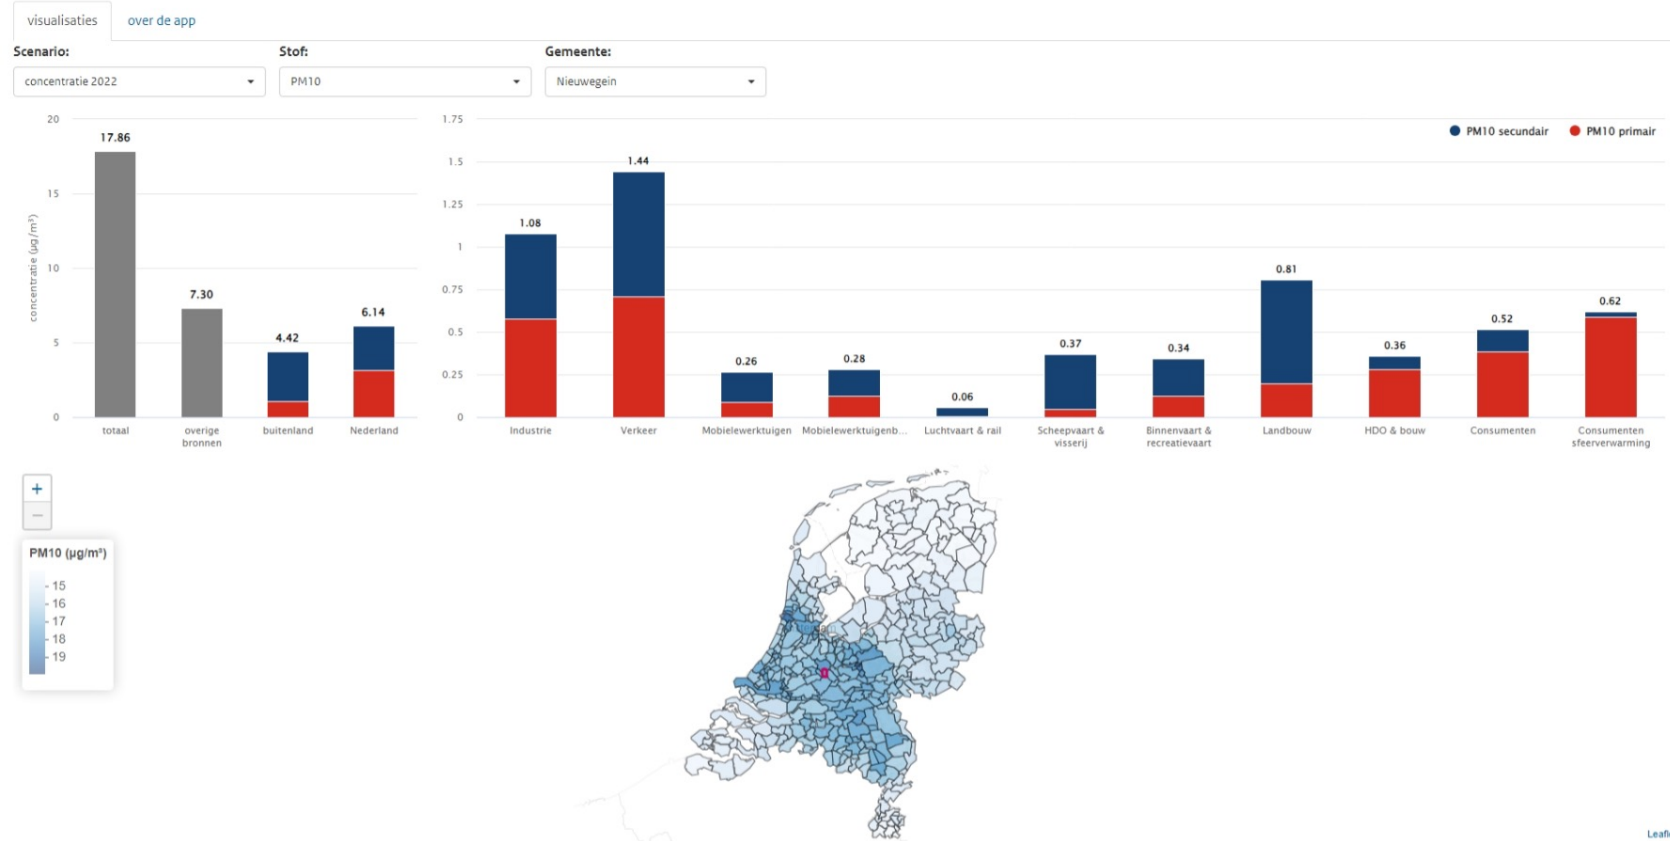 visualisaties
over de app
Scenario:
Stof:
Gemeente:
concentratie 2022
PM10
Nieuwegein
20
15
10
5
0
concentratie (µg/m³)
17.86
7.30
4.42
6.14
totaal
overige
bronnen
buitenland
Nederland
1.75
1.5
1.25
1
0.75
0.5
0.25
0
PM10 secundair
PM10 primair
1.08
1.44
0.26
0.28
0.06
0.37
0.34
0.81
0.36
0.52
0.62
Industrie
Verkeer
Mobielewerktuigen
Mobielewerktuigenb...
Luchtvaart & rail
Scheepvaart &
visserij
Binnenvaart &
recreatievaart
Landbouw
HDO & bouw
Consumenten
Consumenten
sfeerverwarming
+
−
PM10 (µg/m³)
15
16
17
18
19
Leafl